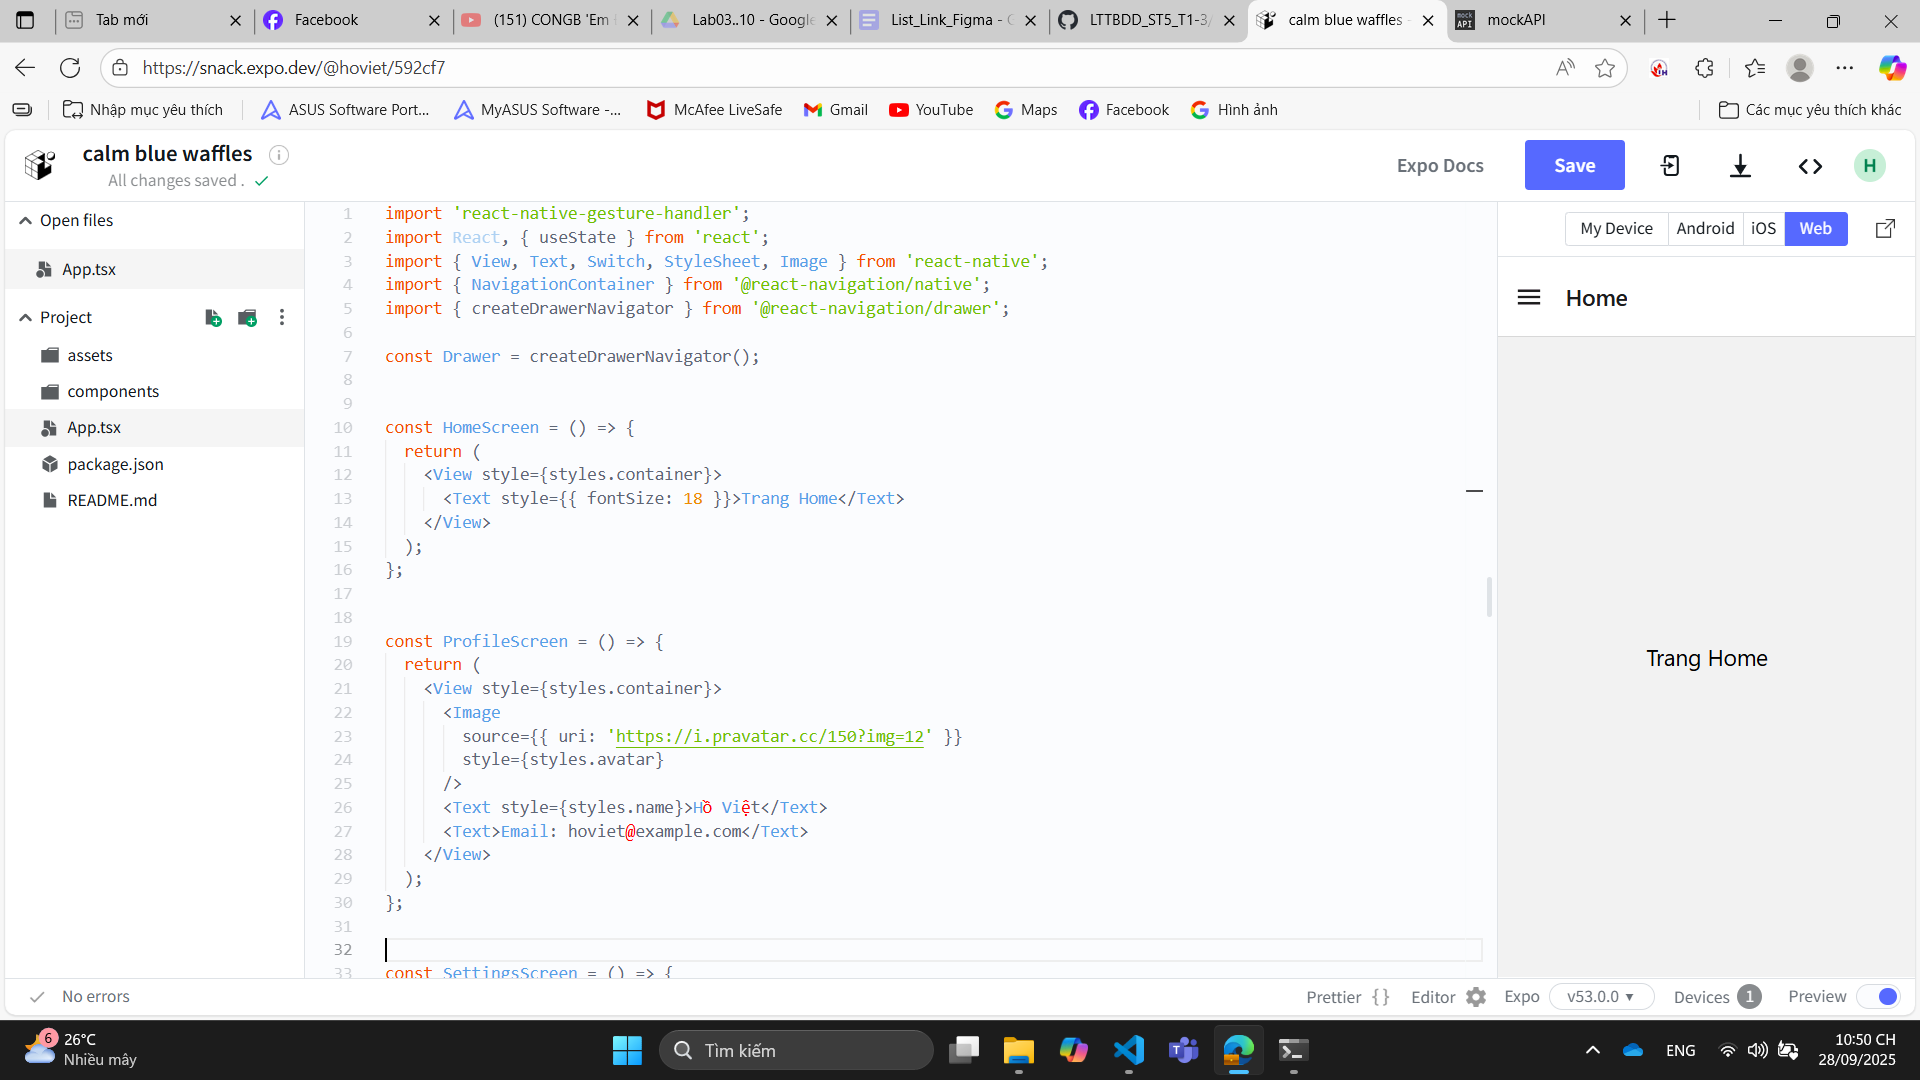 Tab mới
Facebook
(151) CONGB 'Em
Lab03..10 - Google
List_Link_Figma -
LTTBDD_ST5_T1-3/
calm blue waffles -
mockAPI
https://snack.expo.dev/@hoviet/592cf7
Nhập mục yêu thích
ASUS Software Port...
MyASUS Software -...
McAfee LiveSafe
Gmail
YouTube
Maps
Facebook
Hình ảnh
Các mục yêu thích khác
calm blue waffles
All changes saved .
Expo Docs
Save
H
Open files
App.tsx
Project
assets
components
App.tsx
package.json
README.md
1 import 'react-native-gesture-handler';
2 import React, { useState } from 'react';
3 import { View, Text, Switch, StyleSheet, Image } from 'react-native';
4 import { NavigationContainer } from '@react-navigation/native';
5 import { createDrawerNavigator } from '@react-navigation/drawer';
6
7 const Drawer = createDrawerNavigator();
8
9
10 const HomeScreen = () => {
11 return (
12 <View style={styles.container}>
13 <Text style={{ fontSize: 18 }}>Trang Home</Text>
14 </View>
15 );
16 };
17
18
19 const ProfileScreen = () => {
20 return (
21 <View style={styles.container}>
22 <Image
23 source={{ uri: 'https://i.pravatar.cc/150?img=12' }}
24 style={styles.avatar}
25 />
26 <Text style={styles.name}>Hồ Việt</Text>
27 <Text>Email: hoviet@example.com</Text>
28 </View>
29 );
30 };
31
32
33 const SettingsScreen = () => {
My Device
Android
iOS
Web
Home
Trang Home
No errors
Prettier { }
Editor
Expo
v53.0.0
Devices 1
Preview
6
26°C
Nhiều mây
Tìm kiếm
ENG
10:50 CH
28/09/2025